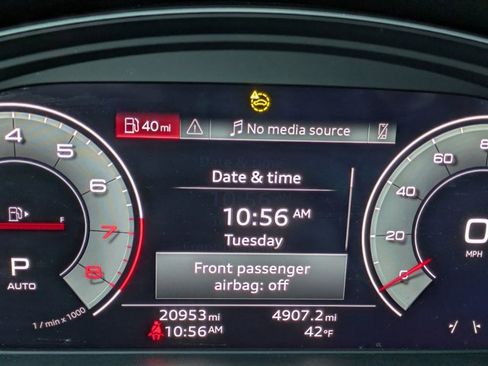 40 mi
No media source
Date & time
10:56 AM
Tuesday
Front passenger
airbag: off
20953 mi
4907.2 mi
10:56 AM
42 °F
4
5
6
7
8
1 / min x 1000
F
P
AUTO
80
60
40
20
0
0
MPH
-/